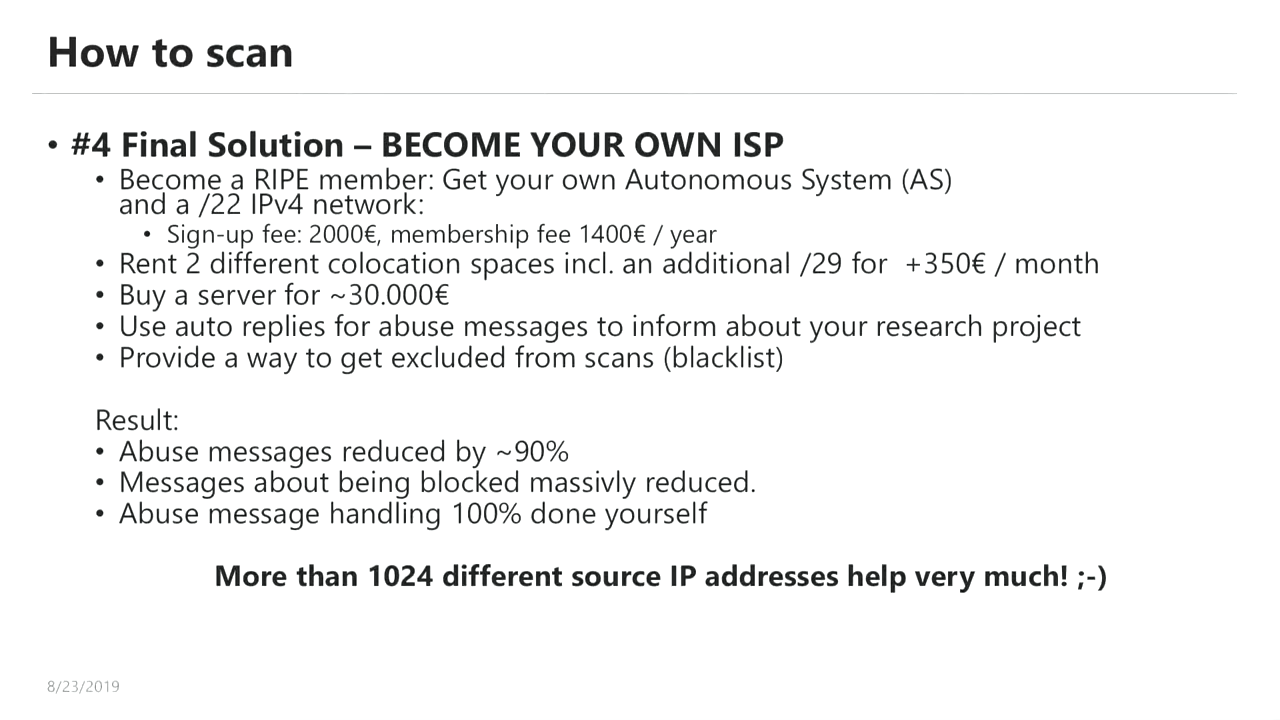 How to scan
• #4 Final Solution – BECOME YOUR OWN ISP
• Become a RIPE member: Get your own Autonomous System (AS)
and a /22 IPv4 network:
• Sign-up fee: 2000€, membership fee 1400€ / year
• Rent 2 different colocation spaces incl. an additional /29 for +350€ / month
• Buy a server for ~30.000€
• Use auto replies for abuse messages to inform about your research project
• Provide a way to get excluded from scans (blacklist)
Result:
• Abuse messages reduced by ~90%
• Messages about being blocked massivly reduced.
• Abuse message handling 100% done yourself
More than 1024 different source IP addresses help very much! ;-)
8/23/2019